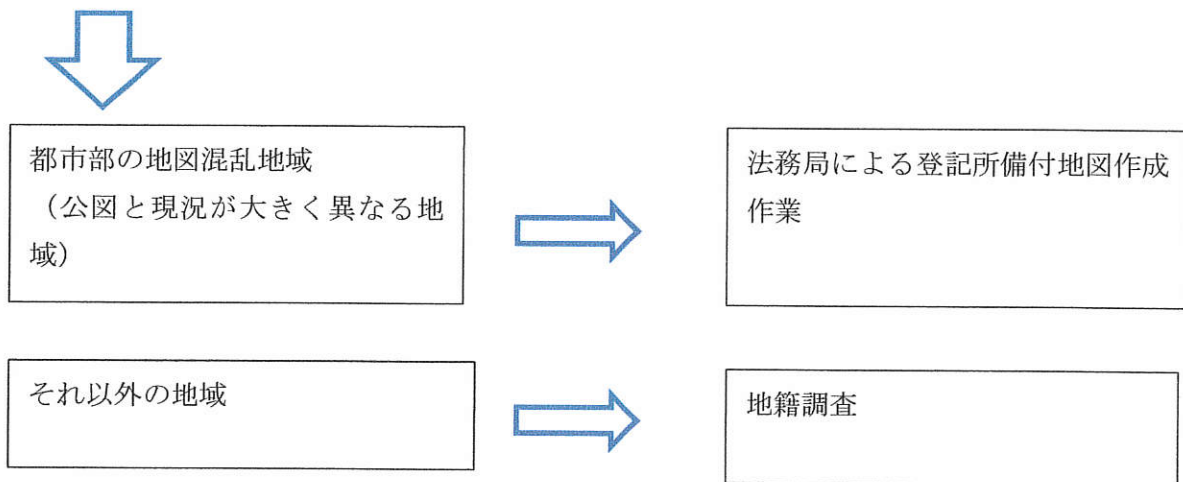 都市部の地図混乱地域
（公図と現況が大きく異なる地
域）
法務局による登記所備付地図作成
作業
それ以外の地域
地籍調査